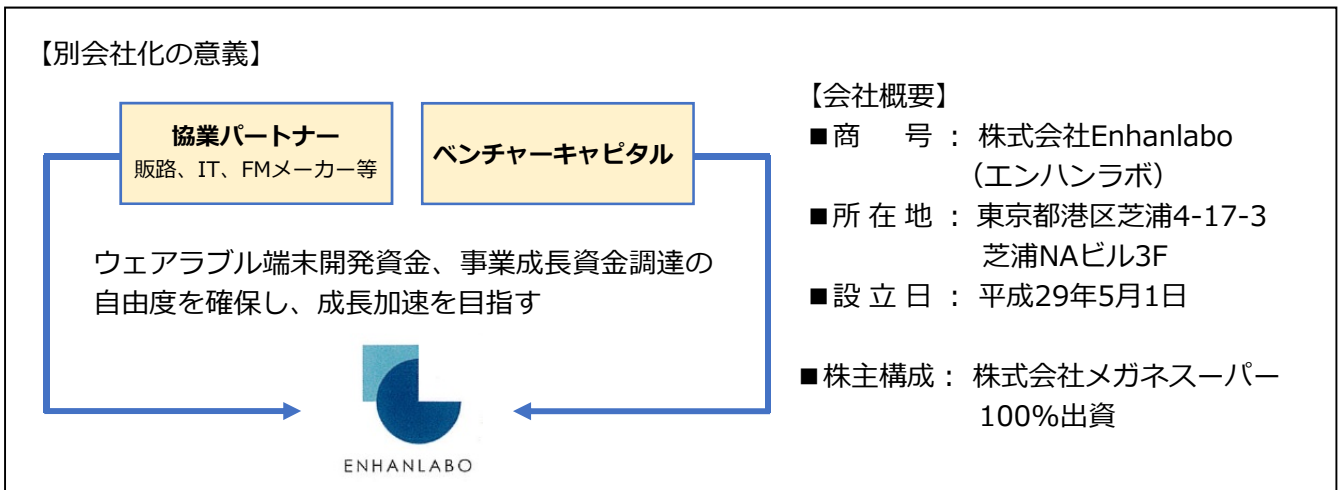 【別会社化の意義】
協業パートナー
販路、IT、FMメーカー等
ベンチャーキャピタル
ウェアラブル端末開発資金、事業成長資金調達の
自由度を確保し、成長加速を目指す
ENHANLABO
【会社概要】
■商　　号： 株式会社Enhanlabo
（エンハンラボ）
■所 在 地 ： 東京都港区芝浦4-17-3
芝浦NAビル3F
■設 立 日 ： 平成29年5月1日
■株主構成： 株式会社メガネスーパー
100%出資